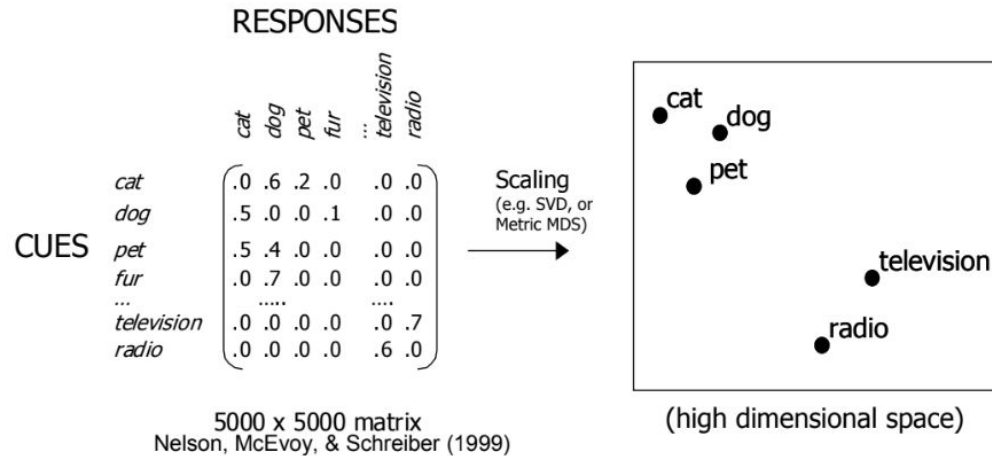 RESPONSES
cat dog pet fur ... television radio
cat .0 .6 .2 .0 .0 .0
dog .5 .0 .0 .1 .0 .0
CUES
pet .5 .4 .0 .0 .0 .0
fur .0 .7 .0 .0 .0 .0
... ..... ....
television .0 .0 .0 .0 .0 .7
radio .0 .0 .0 .0 .6 .0
5000 x 5000 matrix
Nelson, McEvoy, & Schreiber (1999)
Scaling
(e.g. SVD, or
Metric MDS)
cat
dog
pet
television
radio
(high dimensional space)